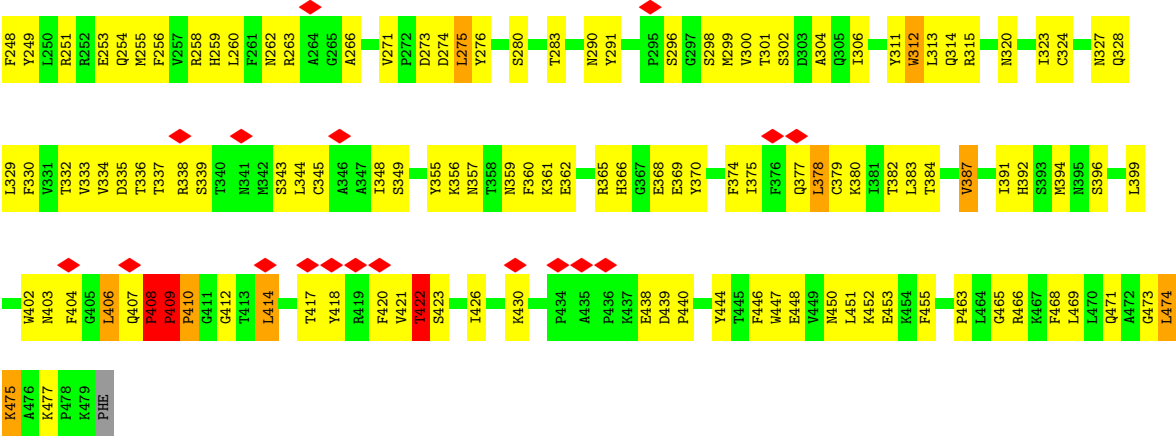 F248 Y249 L250 R251 R252 E253 Q254 M255 F256 V257 R258 H259 L260 F261 N262 R263 A264 G265 A266 V271 P272 D273 D274 L275 Y276 S280 T283 N290 Y291 P295 S296 G297 S298 M299 V300 T301 S302 D303 A304 Q305 I306 Y311 W312 L313 Q314 R315 N320 I323 C324 N327 Q328
L329 F330 V331 T332 V333 V334 D335 T336 T337 R338 S339 T340 N341 M342 S343 L344 C345 A346 A347 I348 S349 Y355 K356 N357 T358 N359 F360 K361 E362 R365 H366 G367 E368 E369 Y370 F374 I375 F376 Q377 L378 C379 K380 I381 T382 L383 T384 V387 I391 H392 S393 M394 N395 S396 L399
W402 N403 F404 G405 L406 Q407 P408 P409 P410 G411 G412 T413 L414 T417 Y418 R419 F420 V421 T422 S423 I426 K430 P434 A435 P436 K437 E438 D439 P440 Y444 T445 F446 W447 E448 V449 N450 L451 K452 E453 K454 F455 P463 L464 G465 R466 K467 F468 L469 L470 Q471 A472 G473 L474
K475 A476 K477 P478 K479 PHE